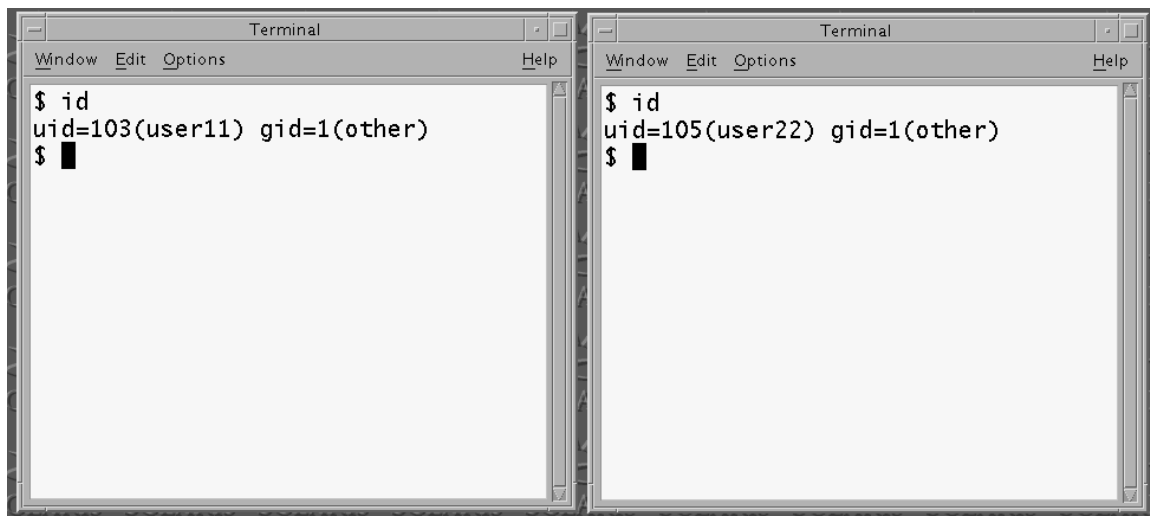 Terminal
Window Edit Options Help
$ id
uid=103(user11) gid=1(other)
$
Terminal
Window Edit Options Help
$ id
uid=105(user22) gid=1(other)
$